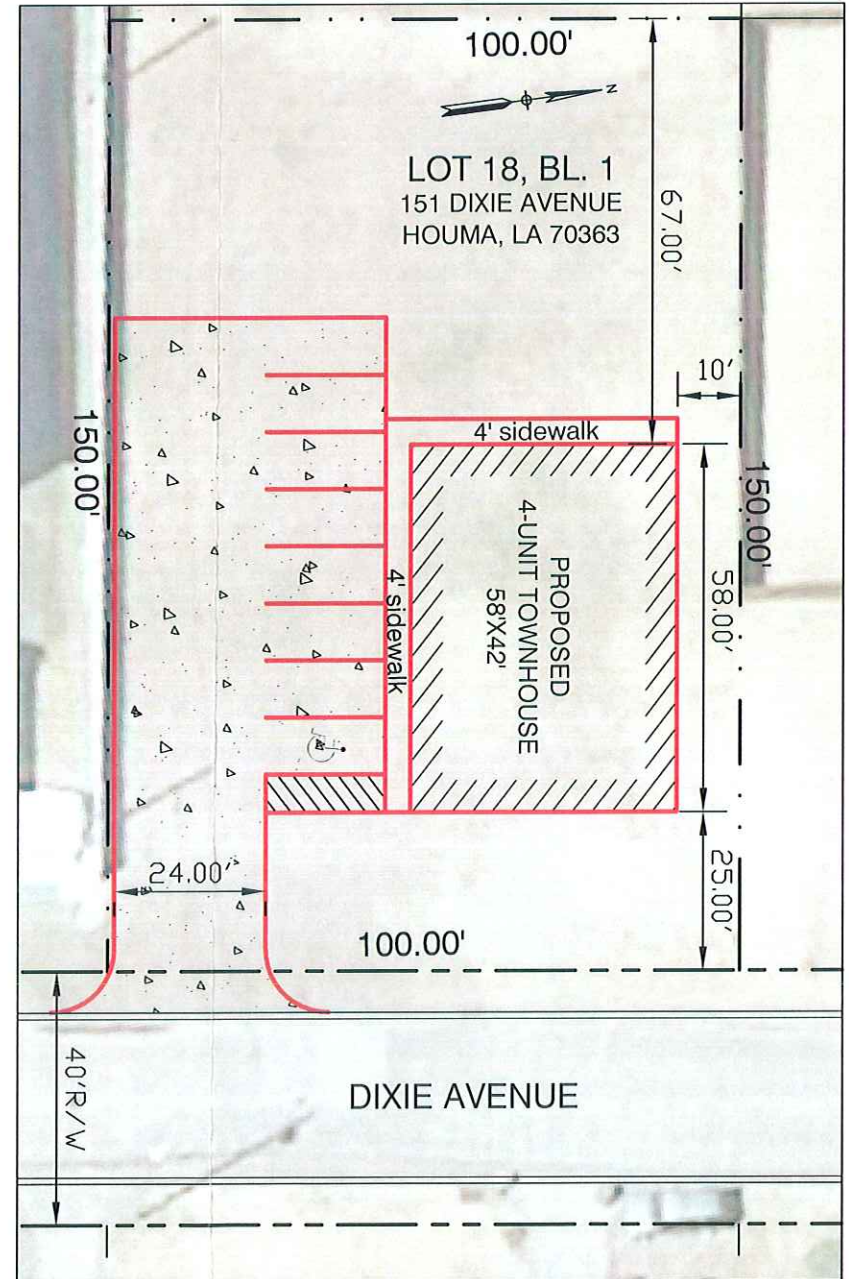 100.00'
N
LOT 18, BL. 1
151 DIXIE AVENUE
HOUMA, LA 70363
67.00'
10'
150.00'
150.00'
4' sidewalk
4' sidewalk
PROPOSED
4-UNIT TOWNHOUSE
58'X42'
58.00'
24.00'
25.00'
100.00'
40'R/W
DIXIE AVENUE